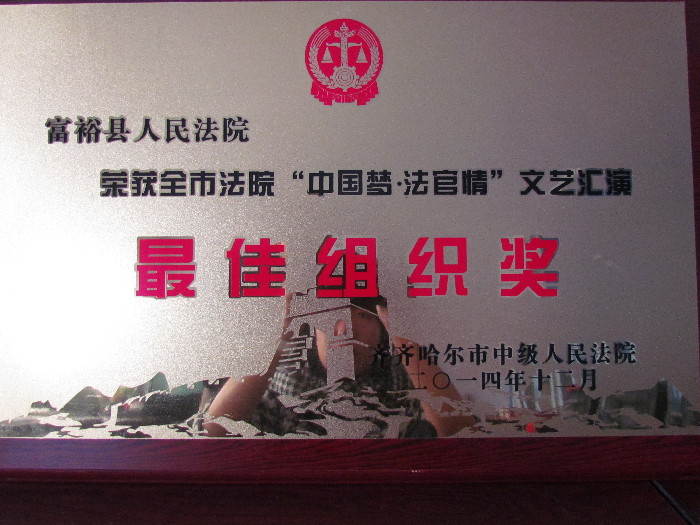 富裕县人民法院
荣获全市法院“中国梦·法官情”文艺汇演
最佳组织奖
齐齐哈尔市中级人民法院
二〇一四年十二月